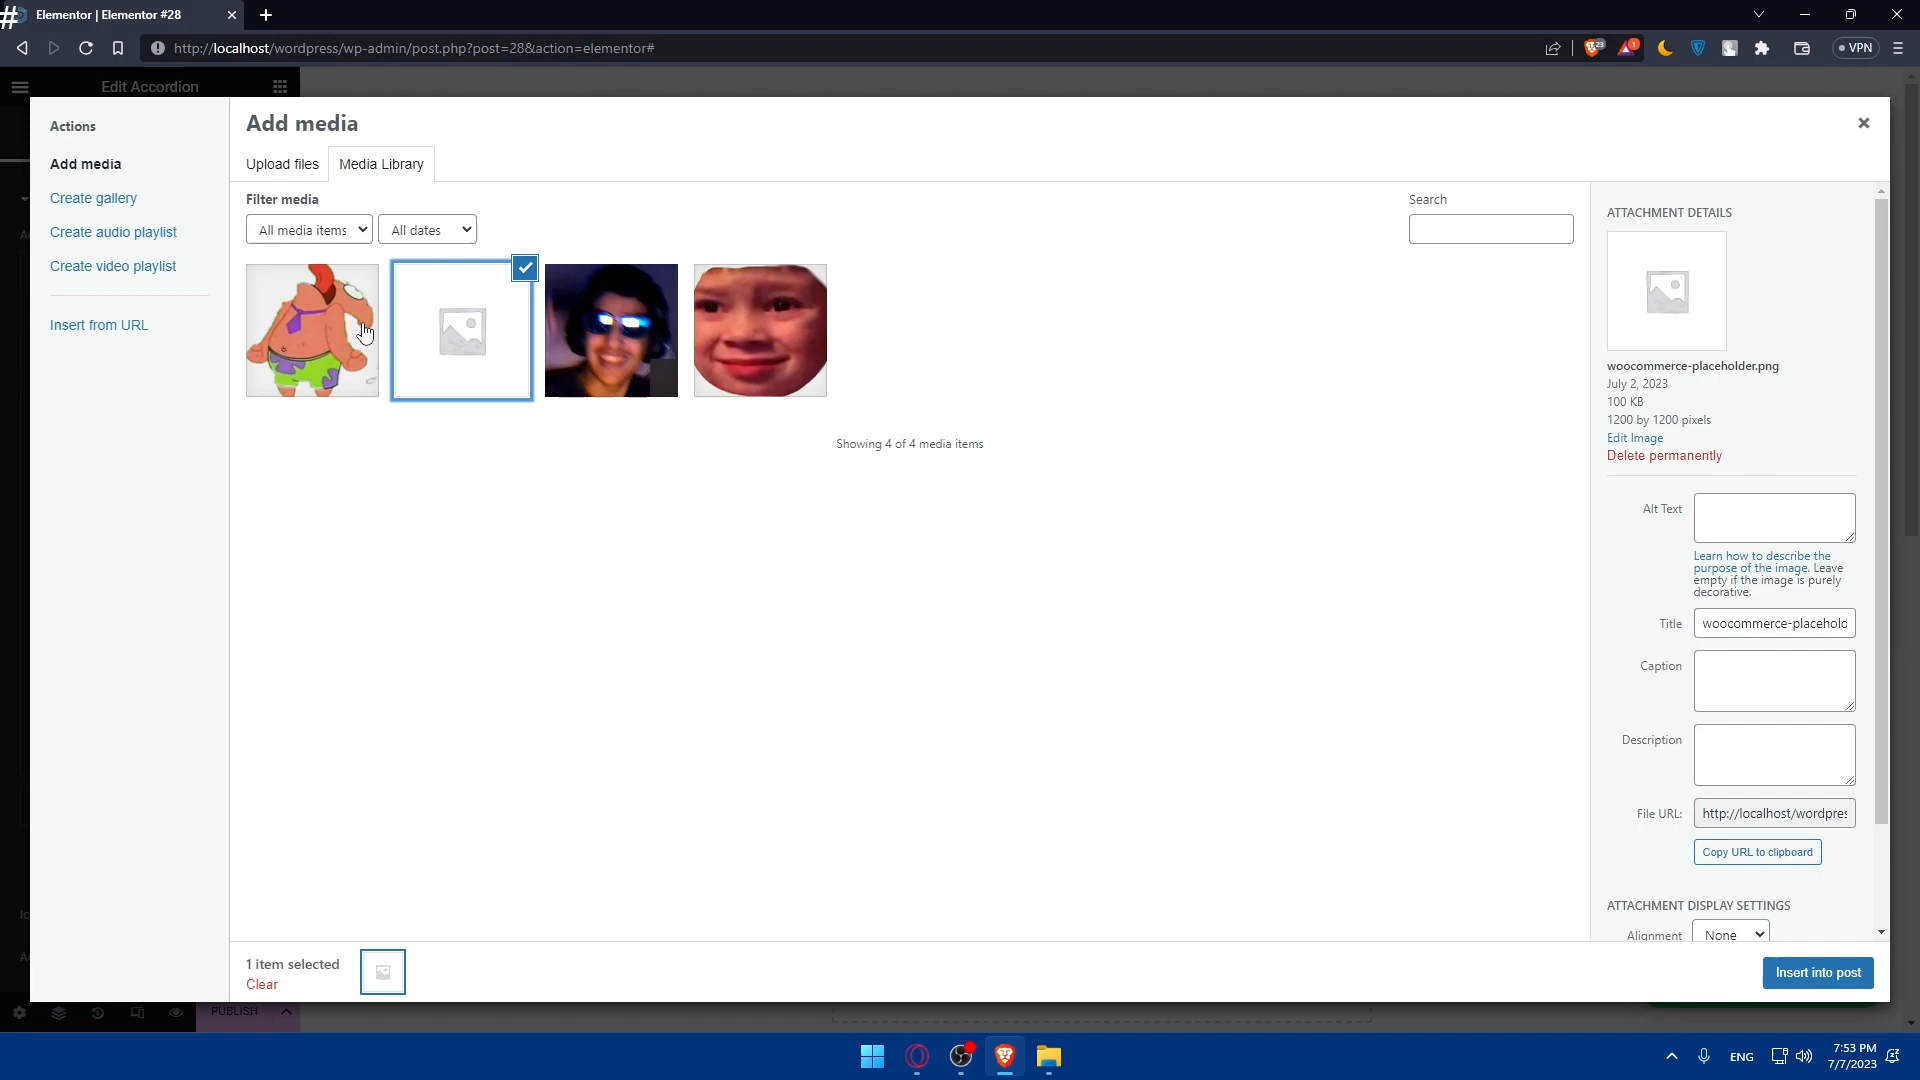 #
Elementor | Elementor #28
http://localhost/wordpress/wp-admin/post.php?post=28&action=elementor#
23
1
VPN
Edit Accordion
Actions
Add media
Create gallery
Create audio playlist
Create video playlist
Insert from URL
Add media
Upload files
Media Library
Filter media
All media items
All dates
Search
Showing 4 of 4 media items
ATTACHMENT DETAILS
woocommerce-placeholder.png
July 2, 2023
100 KB
1200 by 1200 pixels
Edit Image
Delete permanently
Alt Text
Learn how to describe the
purpose of the image. Leave
empty if the image is purely
decorative.
Title
woocommerce-placehold
Caption
Description
File URL:
http://localhost/wordpres
Copy URL to clipboard
ATTACHMENT DISPLAY SETTINGS
Alignment
None
1 item selected
Clear
Insert into post
PUBLISH
ENG
7:53 PM
7/7/2023